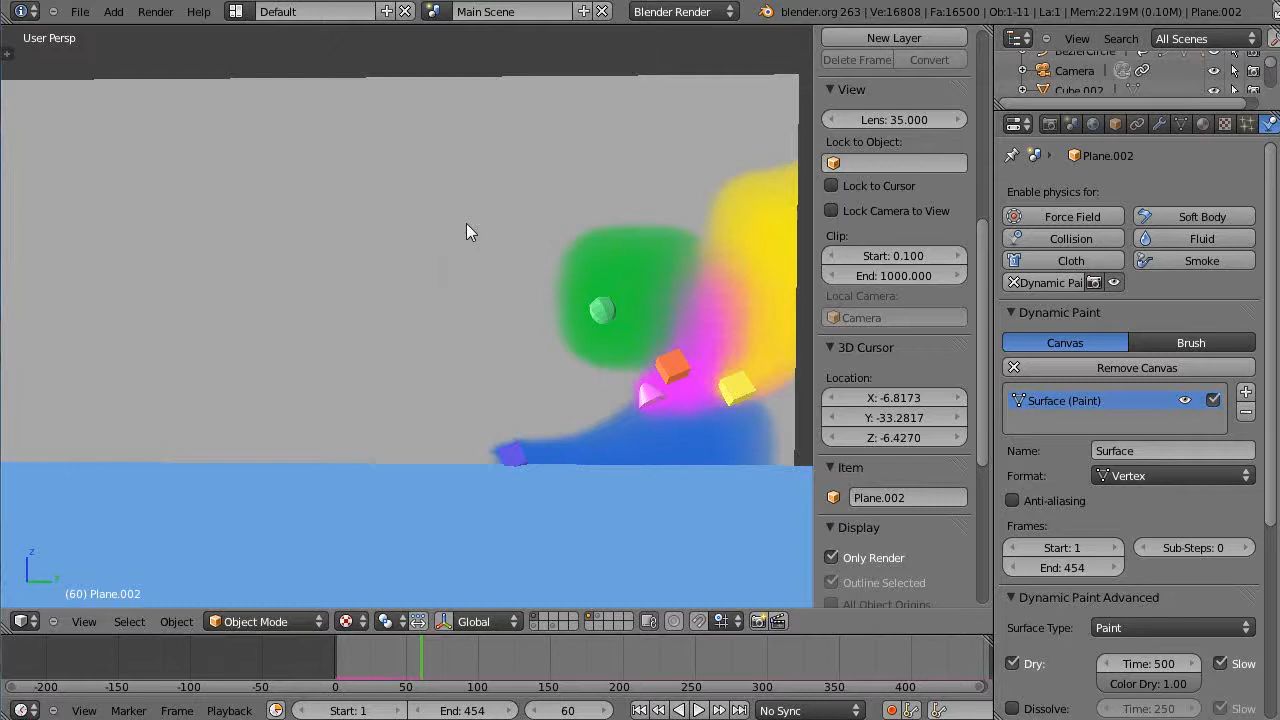 File Add Render Help Default Main Scene Blender Render blender.org 263 | Ve:16808 | Fa:16500 | Ob:1-11 | La:1 | Mem:22.19M (0.10M) | Plane.002
User Persp
(60) Plane.002
New Layer
Delete Frame Convert
View
Lens: 35.000
Lock to Object:
Lock to Cursor
Lock Camera to View
Clip:
Start: 0.100
End: 1000.000
Local Camera:
Camera
3D Cursor
Location:
X: -6.8173
Y: -33.2817
Z: -6.4270
Item
Plane.002
Display
Only Render
Outline Selected
All Object Origins
View Search All Scenes
BezierCircle
Camera
Cube.002
Plane.002
Enable physics for:
Force Field Soft Body
Collision Fluid
Cloth Smoke
Dynamic Pai
Dynamic Paint
Canvas Brush
Remove Canvas
Surface (Paint)
Name: Surface
Format: Vertex
Anti-aliasing
Frames:
Start: 1 Sub-Steps: 0
End: 454
Dynamic Paint Advanced
Surface Type: Paint
Dry: Time: 500 Slow
Color Dry: 1.00
Dissolve: Time: 250 Slow
View Select Object Object Mode Global
-200 -150 -100 -50 0 50 100 150 200 250 300 350 400
View Marker Frame Playback Start: 1 End: 454 60 No Sync